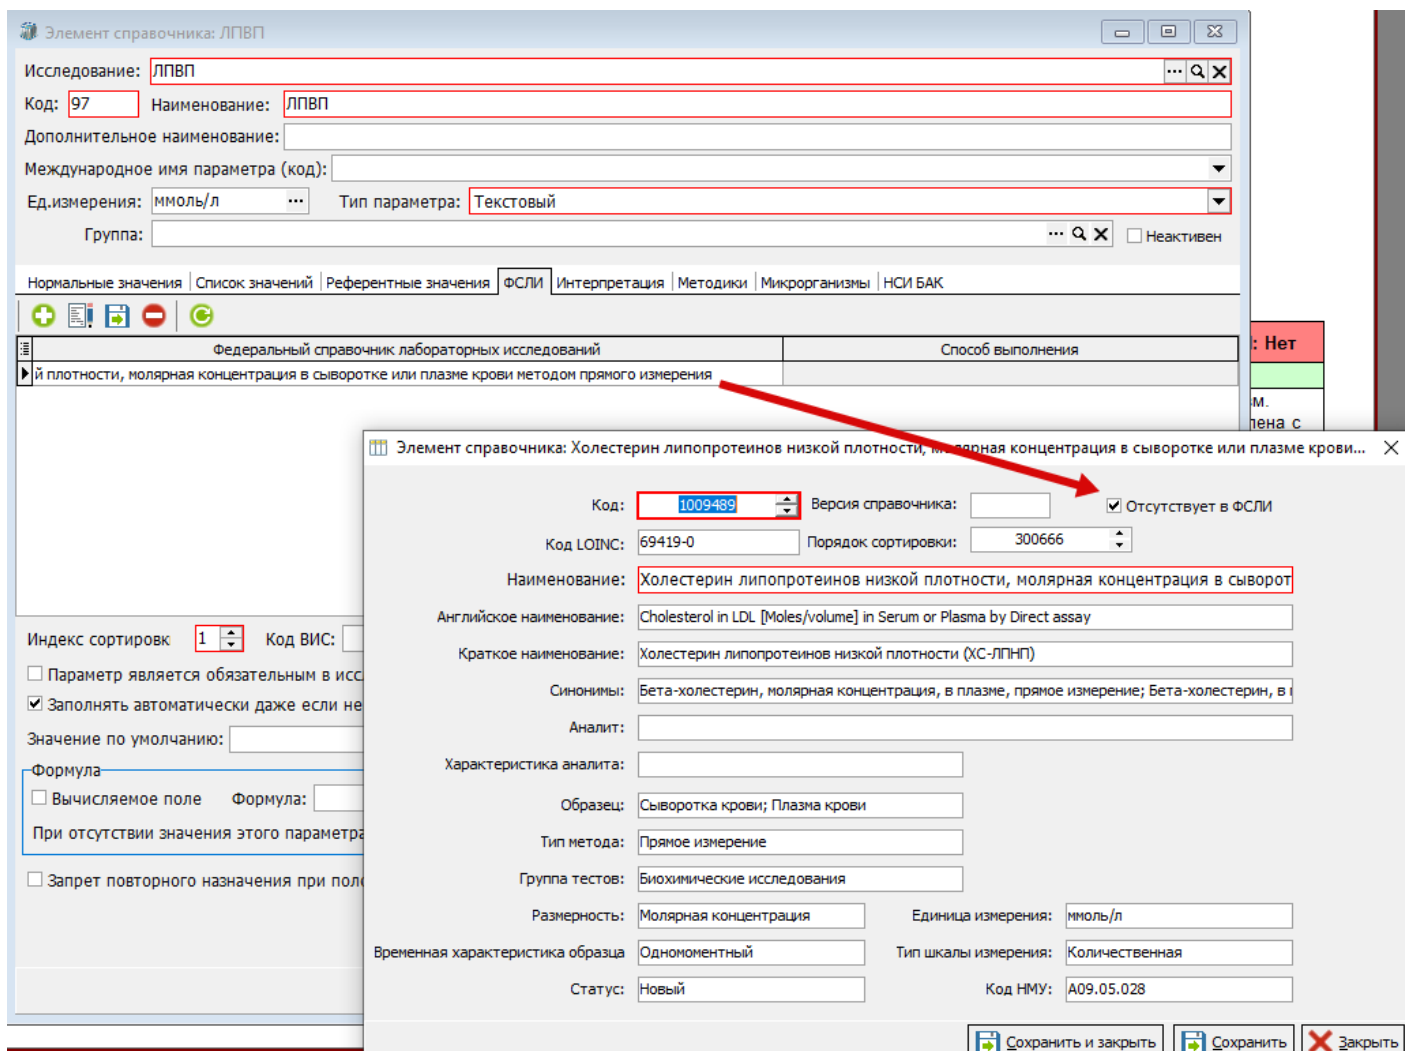 Элемент справочника: ЛПВП
Исследование: ЛПВП
Код: 97 Наименование: ЛПВП
Дополнительное наименование:
Международное имя параметра (код):
Ед.измерения: ммоль/л ... Тип параметра: Текстовый
Группа: ... Неактивен
Нормальные значения Список значений Референтные значения ФСЛИ Интерпретация Методики Микроорганизмы НСИ БАК
Федеральный справочник лабораторных исследований Способ выполнения
й плотности, молярная концентрация в сыворотке или плазме крови методом прямого измерения
: Нет
м.
лена с
Элемент справочника: Холестерин липопротеинов низкой плотности, молярная концентрация в сыворотке или плазме крови...
Код: 1009489 Версия справочника: Отсутствует в ФСЛИ
Код LOINC: 69419-0 Порядок сортировки: 300666
Наименование: Холестерин липопротеинов низкой плотности, молярная концентрация в сыворот
Английское наименование: Cholesterol in LDL [Moles/volume] in Serum or Plasma by Direct assay
Краткое наименование: Холестерин липопротеинов низкой плотности (ХС-ЛПНП)
Синонимы: Бета-холестерин, молярная концентрация, в плазме, прямое измерение; Бета-холестерин, в
Аналит:
Характеристика аналита:
Образец: Сыворотка крови; Плазма крови
Тип метода: Прямое измерение
Группа тестов: Биохимические исследования
Размерность: Молярная концентрация Единица измерения: ммоль/л
Временная характеристика образца Одномоментный Тип шкалы измерения: Количественная
Статус: Новый Код НМУ: A09.05.028
Сохранить и закрыть Сохранить Закрыть
Индекс сортировк 1 Код ВИС:
Параметр является обязательным в исс
Заполнять автоматически даже если не
Значение по умолчанию:
Формула
Вычисляемое поле Формула:
При отсутствии значения этого параметра
Запрет повторного назначения при пол